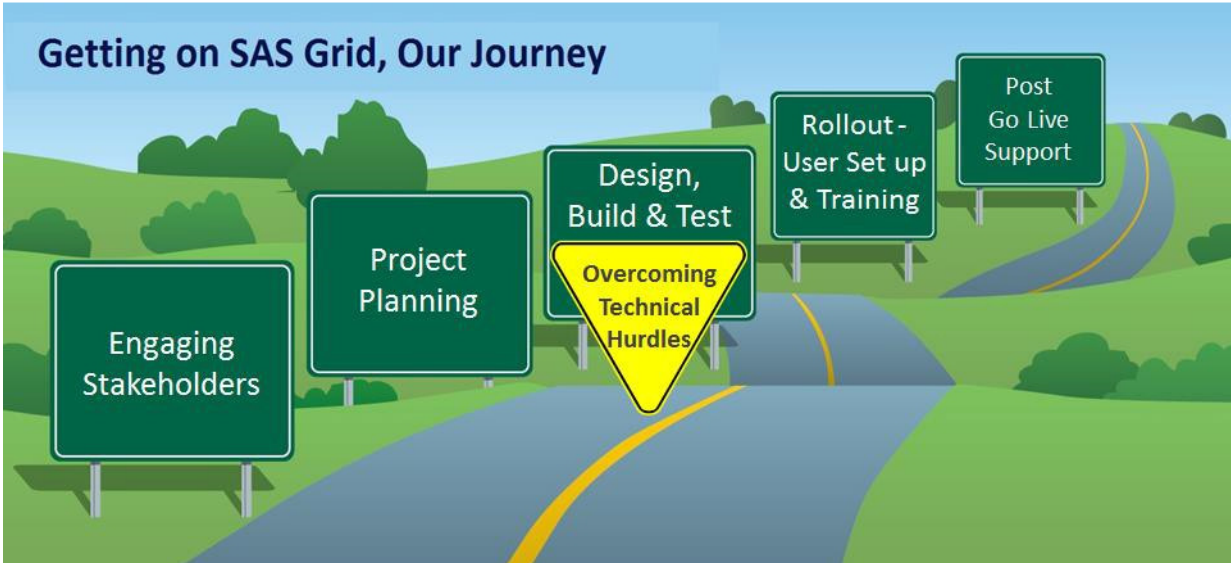 Getting on SAS Grid, Our Journey
Engaging
Stakeholders
Project
Planning
Design,
Build & Test
Overcoming
Technical
Hurdles
Rollout -
User Set up
& Training
Post
Go Live
Support